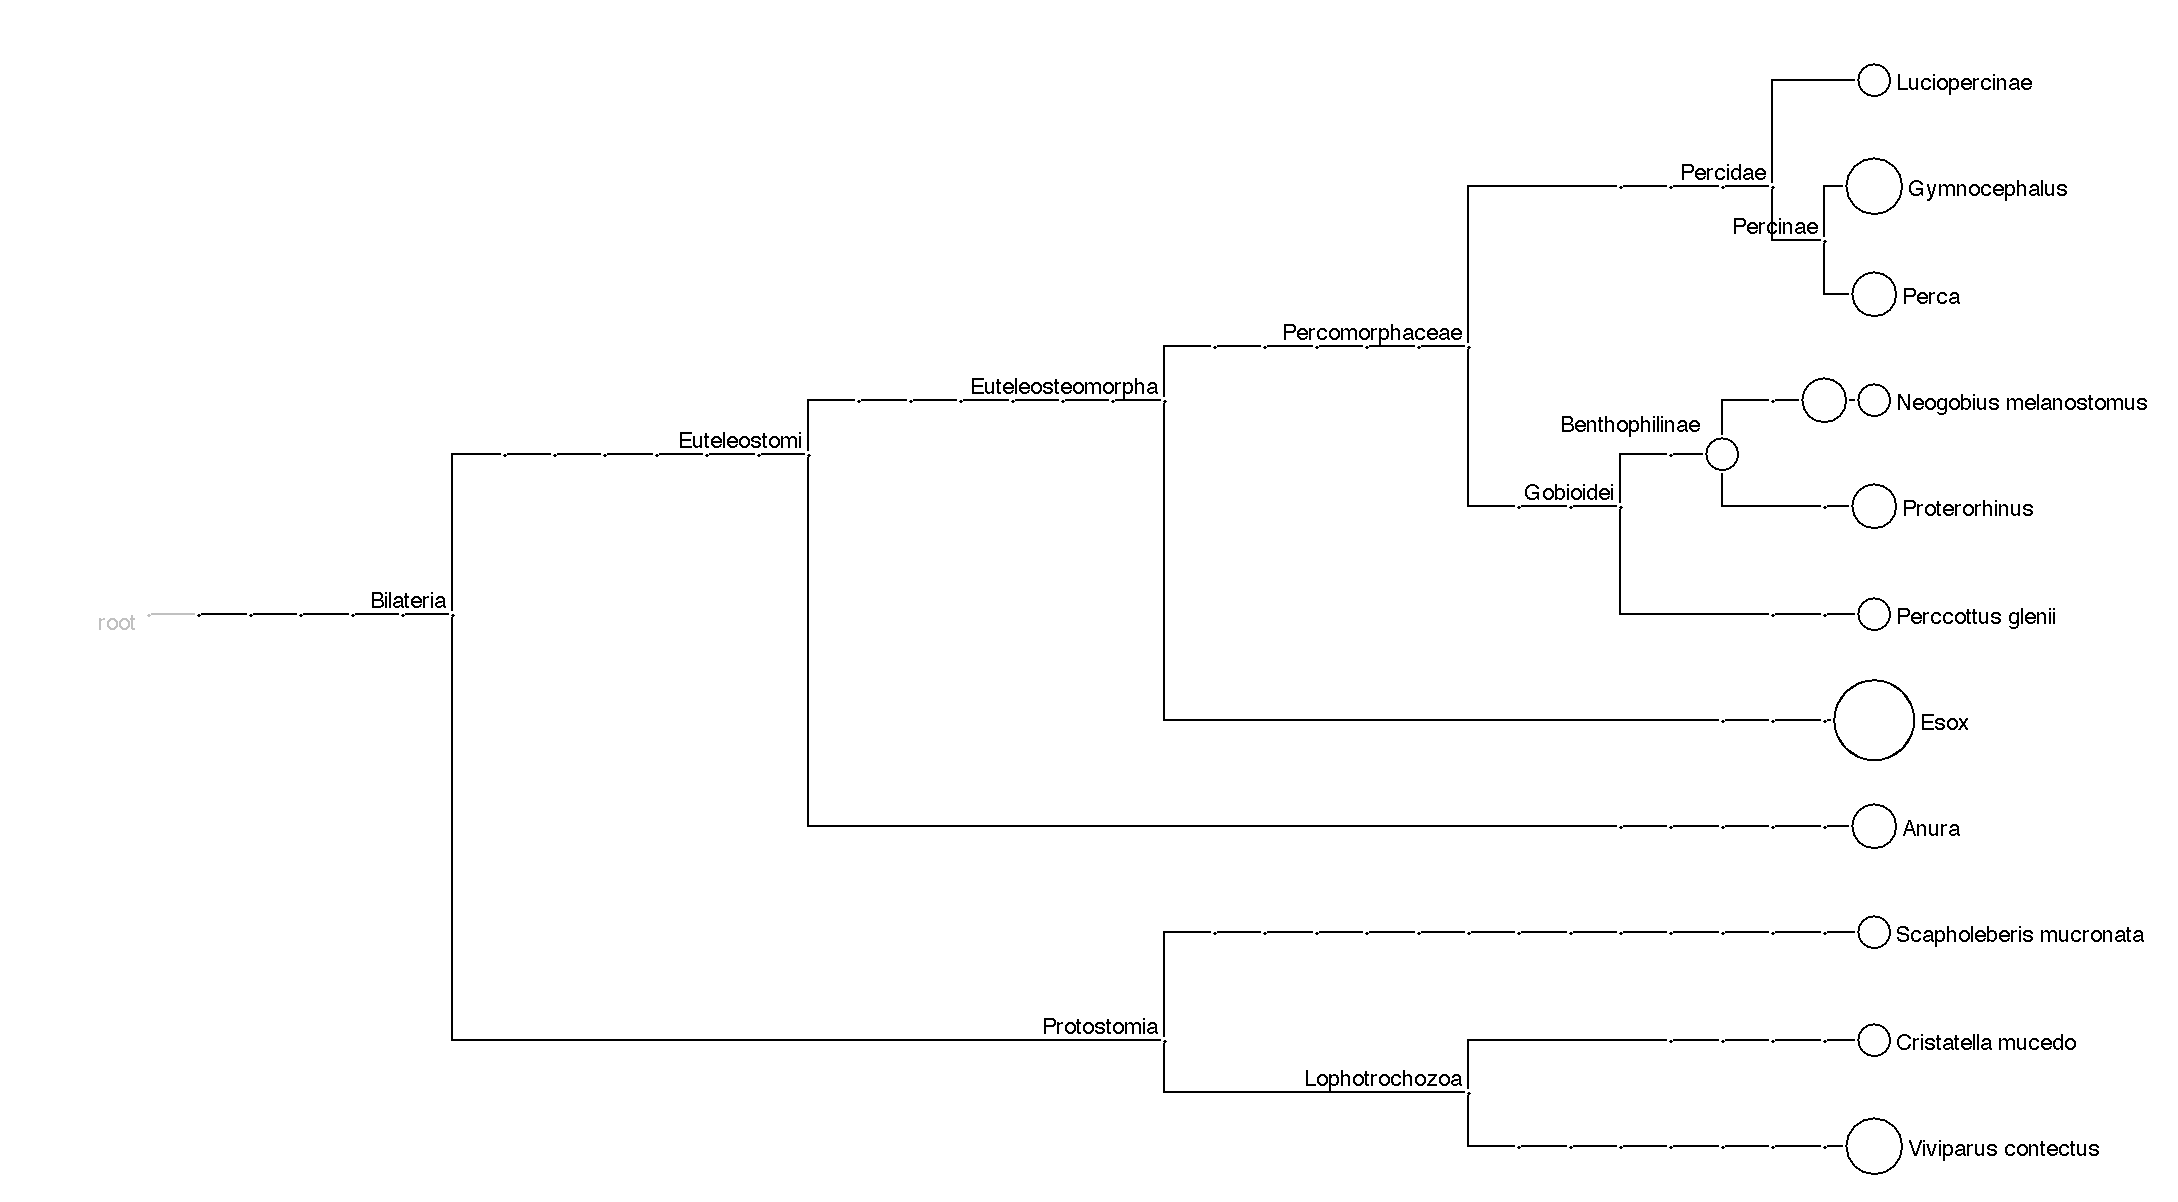 Luciopercinae
Percidae
Gymnocephalus
Percinae
Perca
Percomorphaceae
Euteleosteomorpha
Neogobius melanostomus
Benthophilinae
Euteleostomi
Gobioidei
Proterorhinus
Bilateria
root
Perccottus glenii
Esox
Anura
Scapholeberis mucronata
Protostomia
Cristatella mucedo
Lophotrochozoa
Viviparus contectus